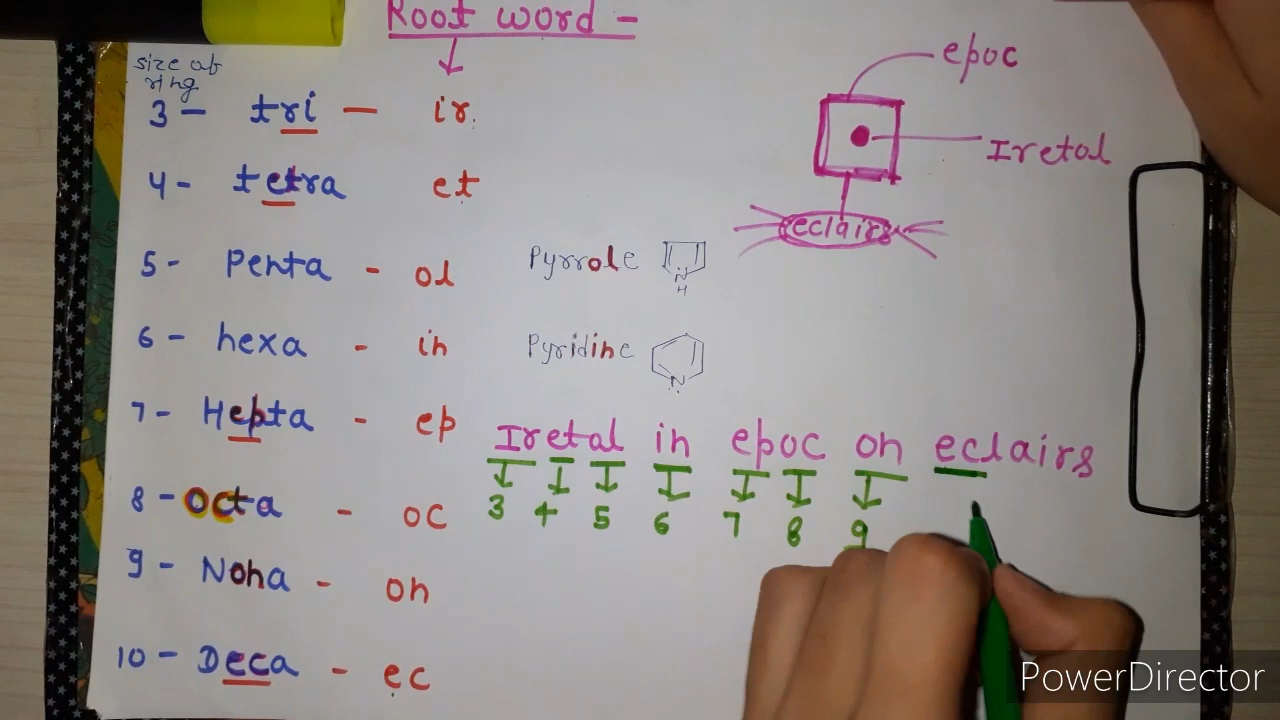 Root word -
size of ring
3 - tri - ir
4 - tetra et
5 - Penta - ol
Pyrrole
N
H
6 - hexa - in
Pyridine
N
7 - Hepta - ep
8 - octa - oc
9 - Nona - on
10 - Deca - ec
epoc
Iretol
eclairs
Iretal in epoc on eclairs
3 4 5 6 7 8 9
PowerDirector